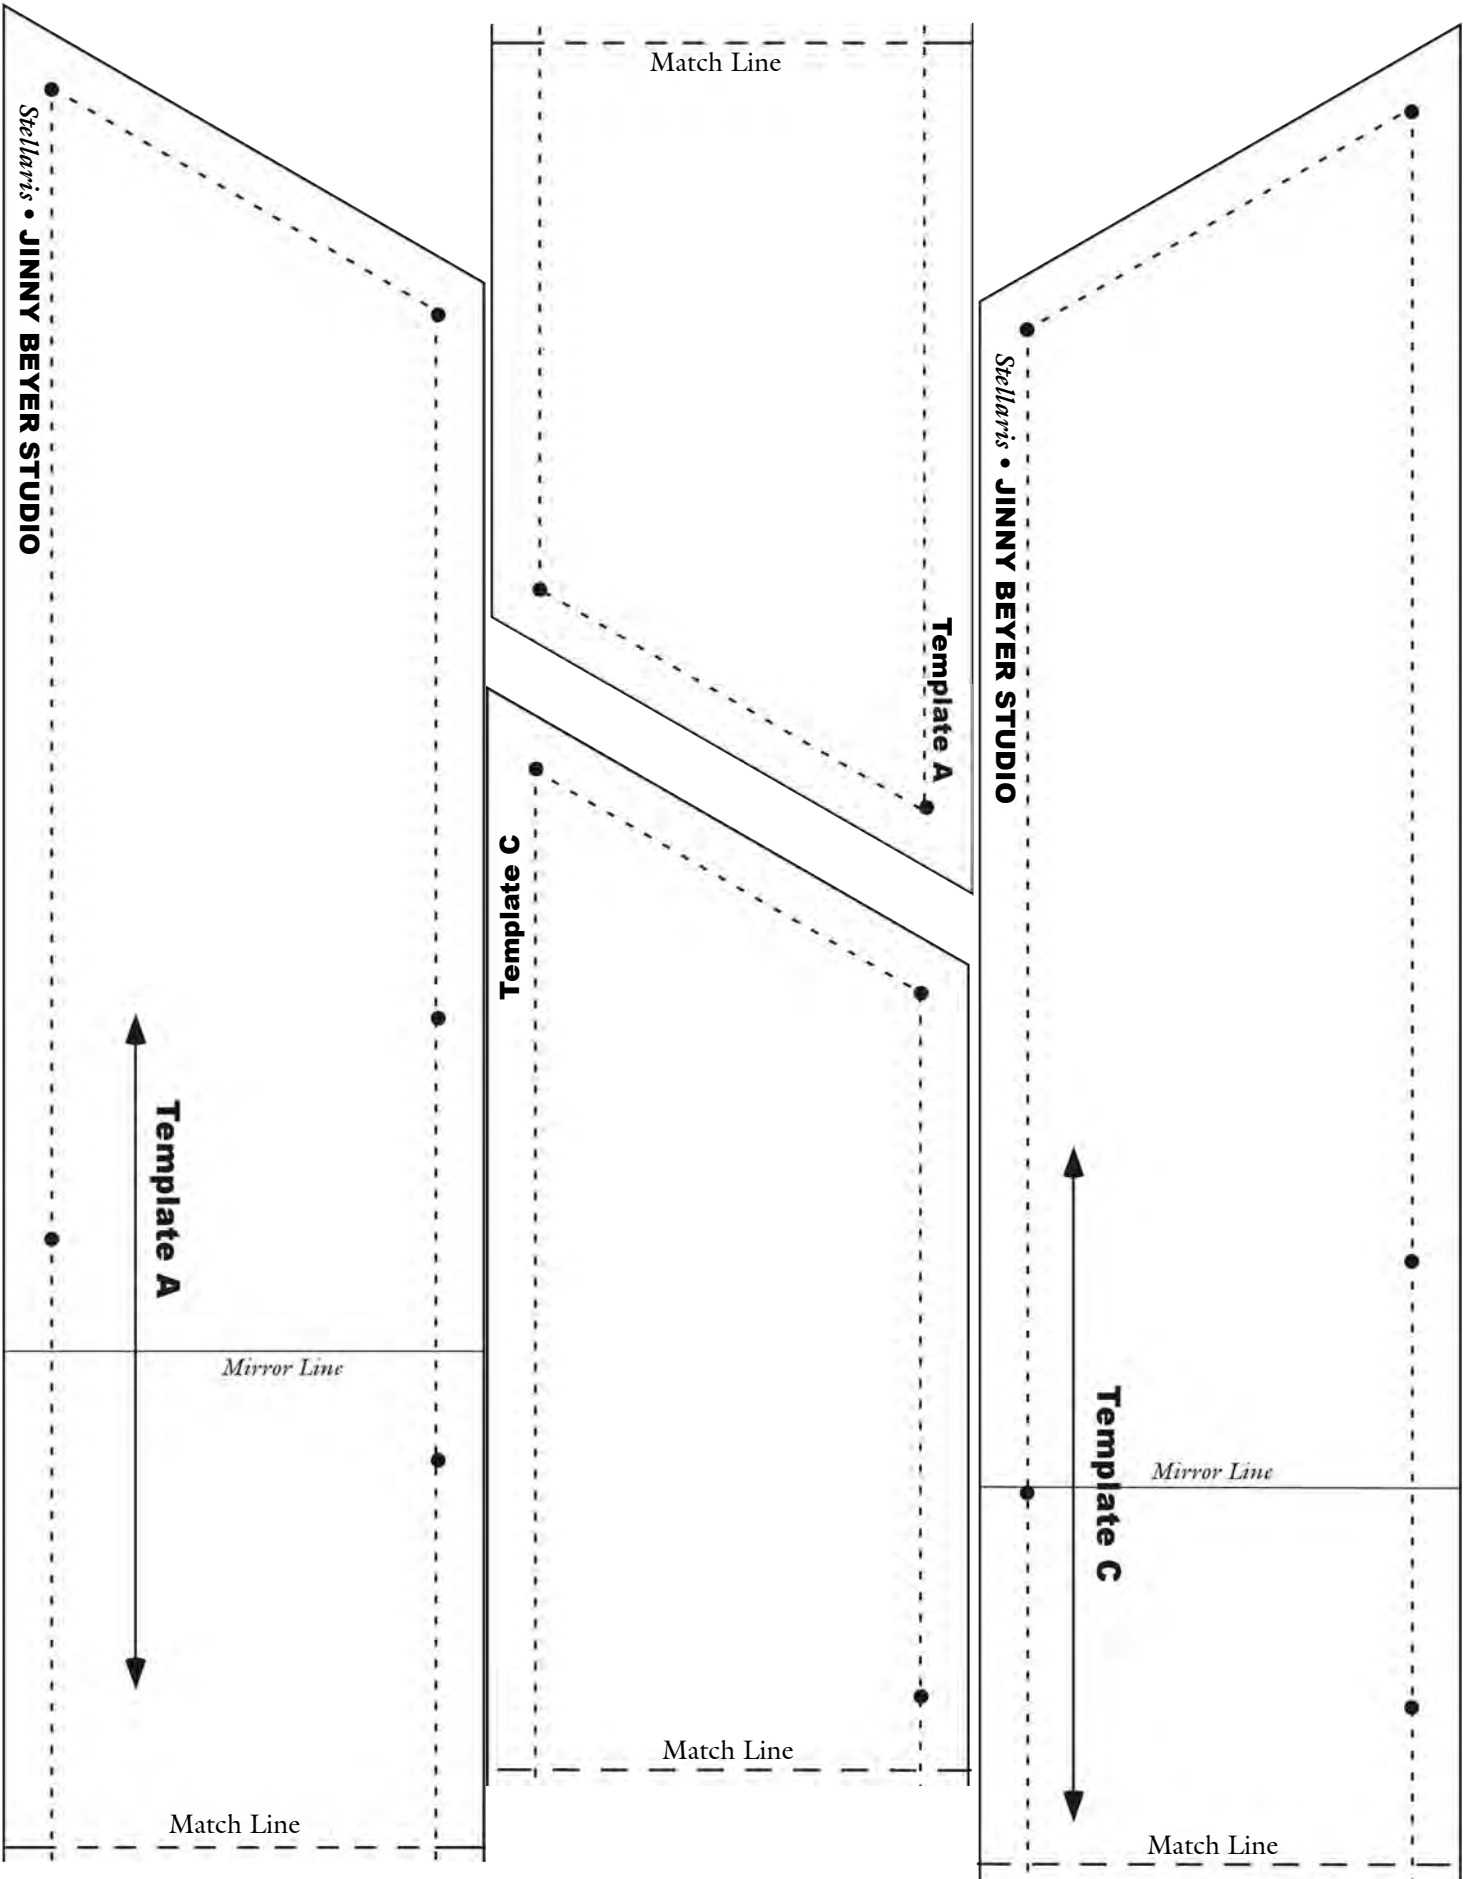 Stellaris • JINNY BEYER STUDIO
Template A
Mirror Line
Match Line
Match Line
Template A
Template C
Match Line
Stellaris • JINNY BEYER STUDIO
Template C
Mirror Line
Match Line